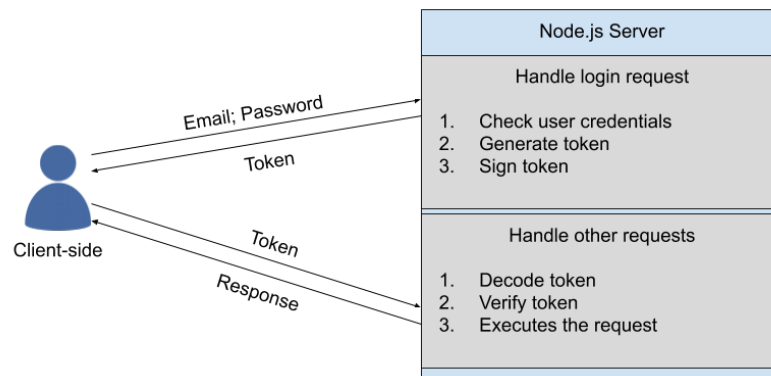 Node.js Server
Handle login request
Email; Password
1. Check user credentials
2. Generate token
3. Sign token
Token
Client-side
Handle other requests
Token
1. Decode token
2. Verify token
3. Executes the request
Response